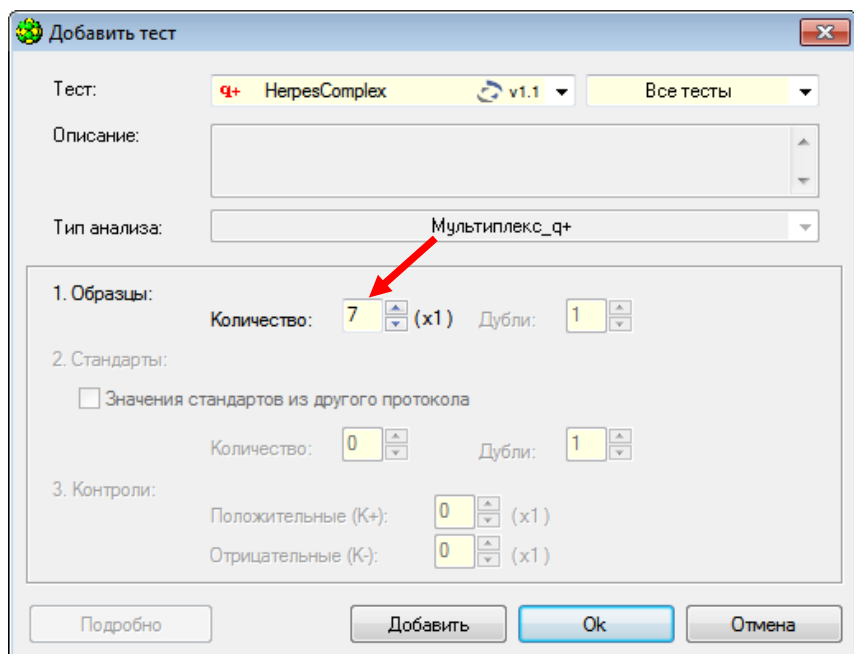 Добавить тест
Тест: q+ HerpesComplex v1.1 Все тесты
Описание:
Тип анализа: Мультиплекс_q+
1. Образцы:
Количество: 7 (x1) Дубли: 1
2. Стандарты:
Значения стандартов из другого протокола
Количество: 0 Дубли: 1
3. Контроли:
Положительные (К+): 0 (x1)
Отрицательные (К-): 0 (x1)
Подробно Добавить Ok Отмена